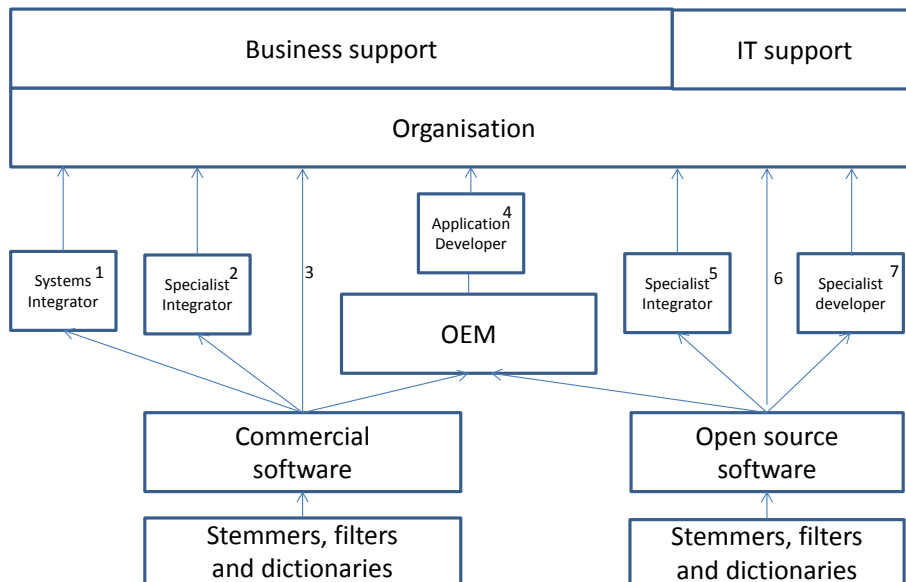 Business support
IT support
Organisation
Application 4
Developer
Systems 1
Integrator
Specialist 2
Integrator
3
Specialist 5
Integrator
6
Specialist 7
developer
OEM
Commercial
software
Open source
software
Stemmers, filters
and dictionaries
Stemmers, filters
and dictionaries